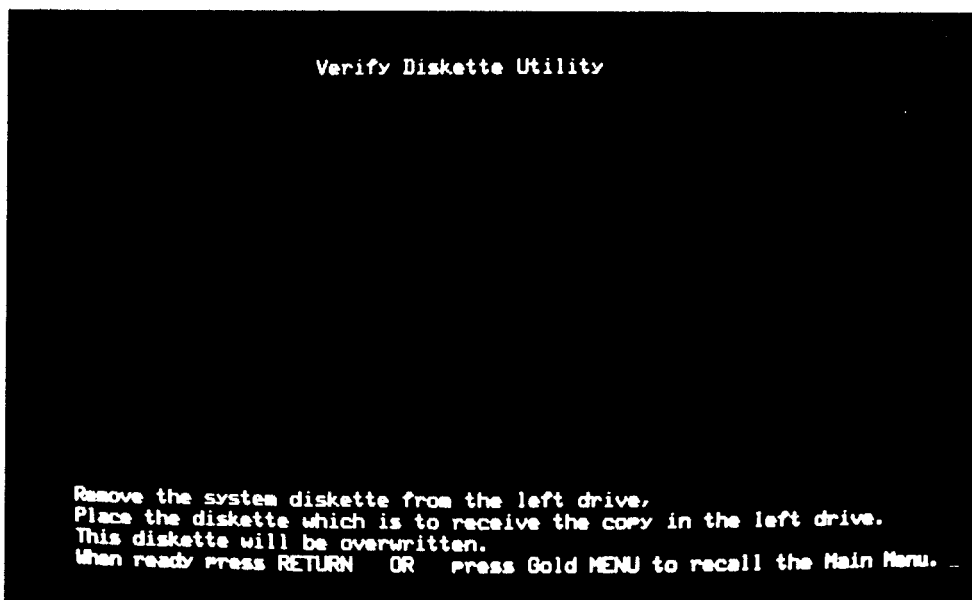 Verify Diskette Utility
Remove the system diskette from the left drive,
Place the diskette which is to receive the copy in the left drive.
This diskette will be overwritten.
When ready press RETURN OR press Gold MENU to recall the Main Menu. _